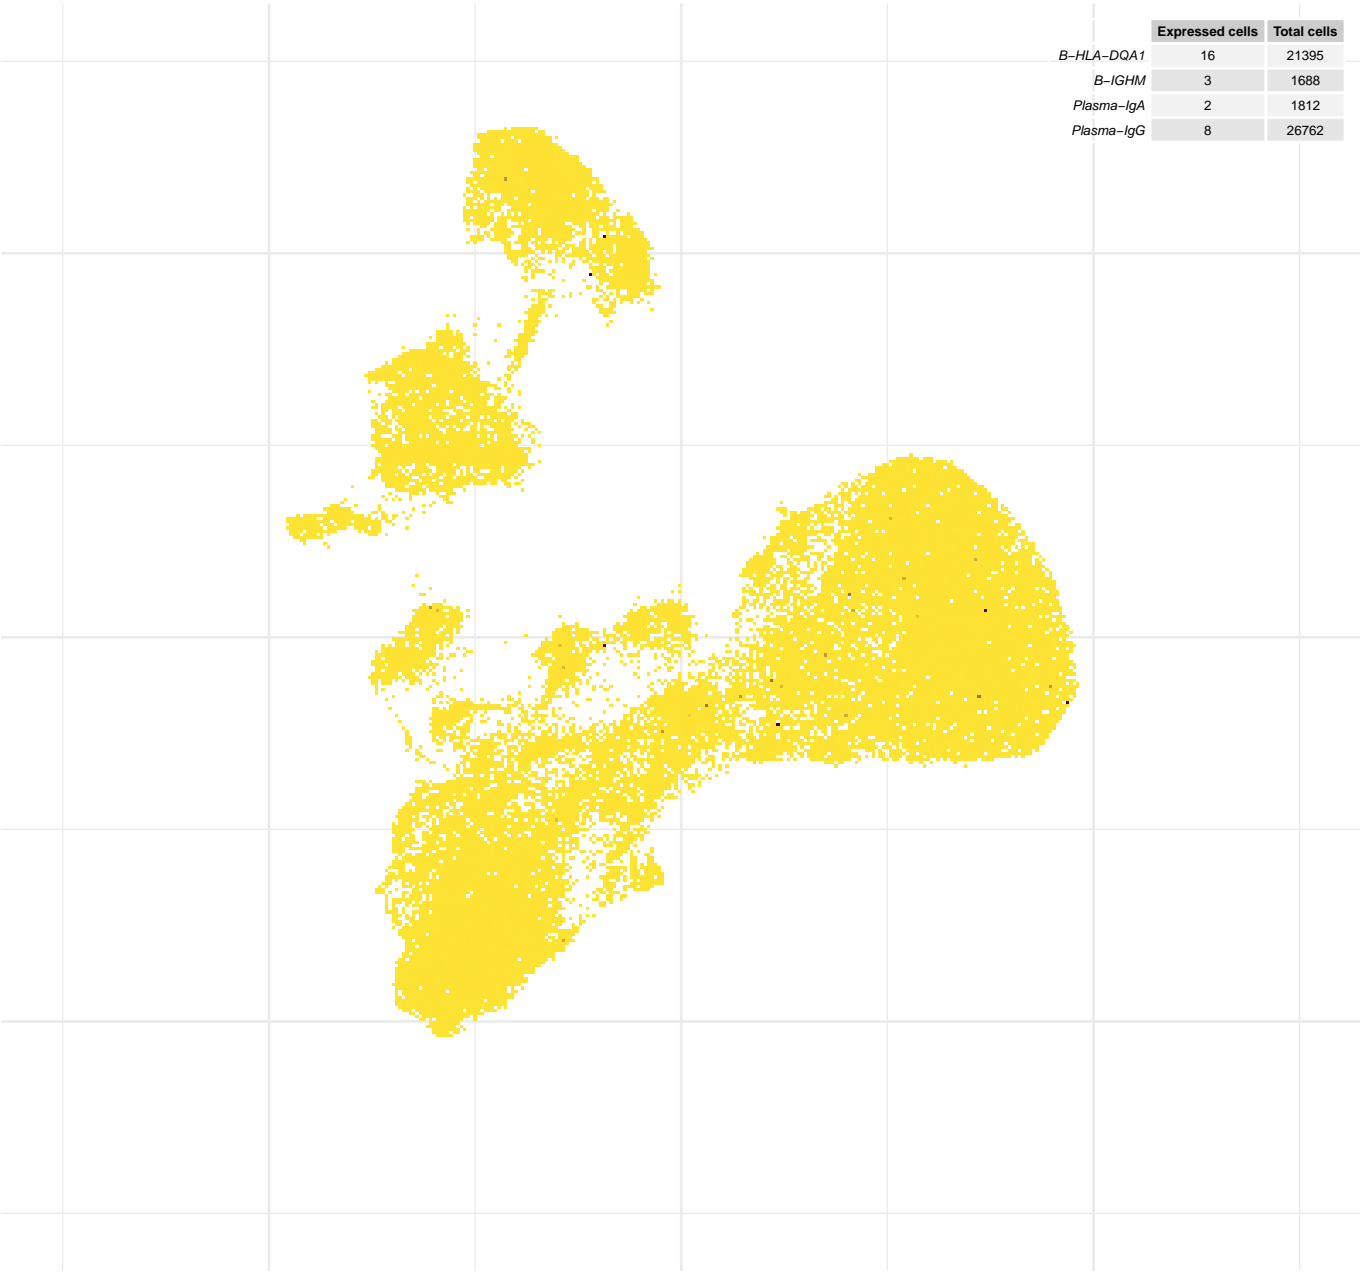 Expressed cells Total cells
B−HLA−DQA1 16 21395
B−IGHM 3 1688
Plasma−IgA 2 1812
Plasma−IgG 8 26762